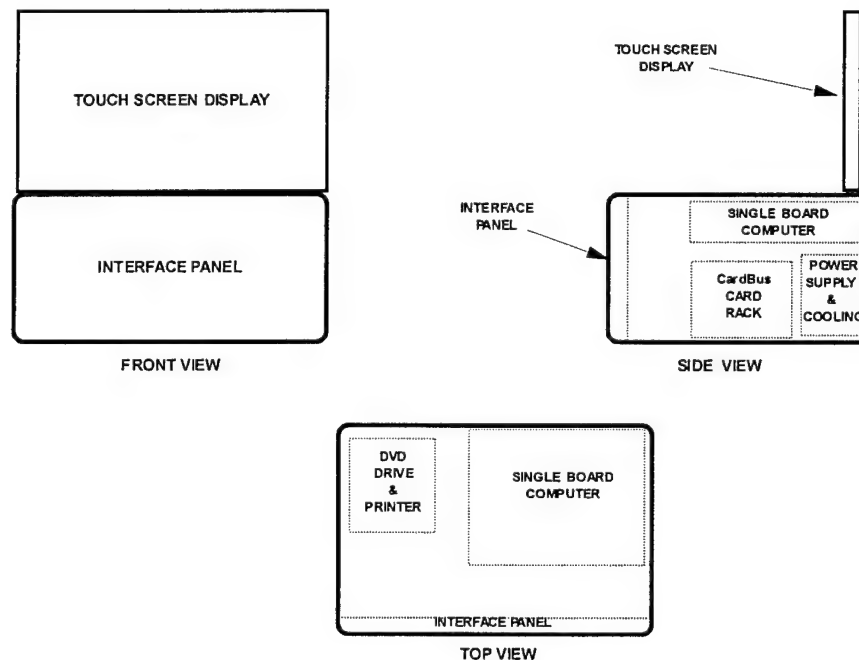 TOUCH SCREEN DISPLAY
INTERFACE PANEL
FRONT VIEW
TOUCH SCREEN
DISPLAY
INTERFACE
PANEL
SINGLE BOARD
COMPUTER
CardBus
CARD
RACK
POWER
SUPPLY
&
COOLING
SIDE VIEW
DVD
DRIVE
&
PRINTER
SINGLE BOARD
COMPUTER
INTERFACE PANEL
TOP VIEW